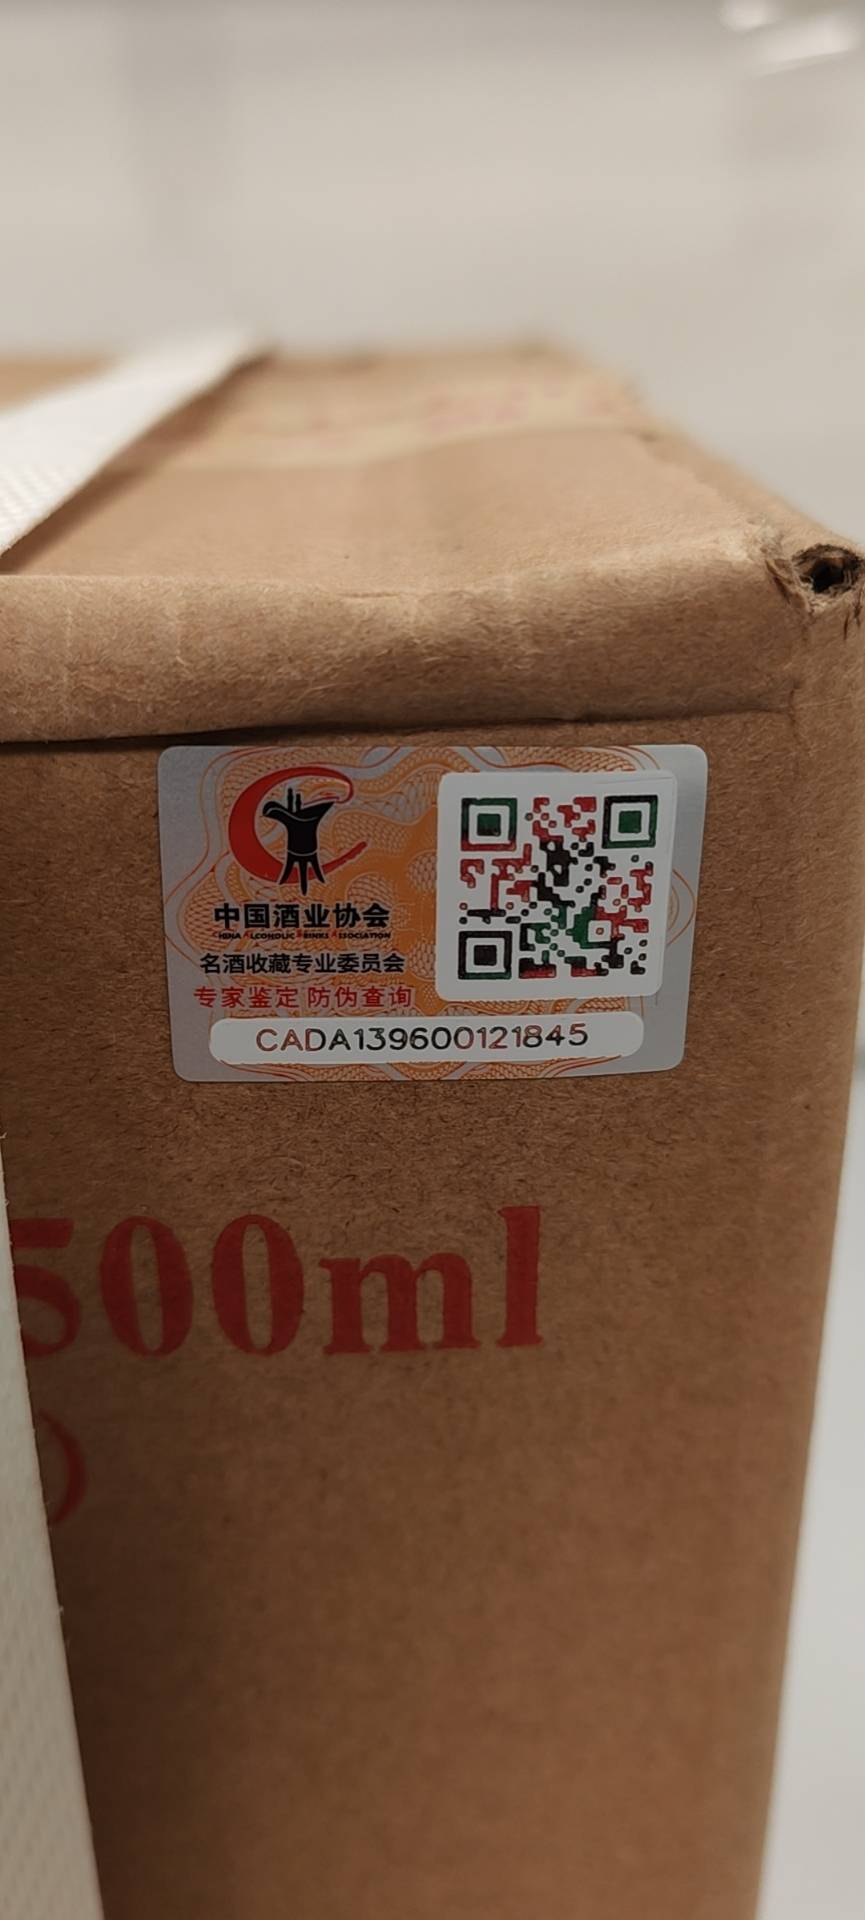 中国酒业协会
CHINA ALCOHOLIC DRINKS ASSOCIATION
名酒收藏专业委员会
专家鉴定 防伪查询
CADA139600121845
500ml
)